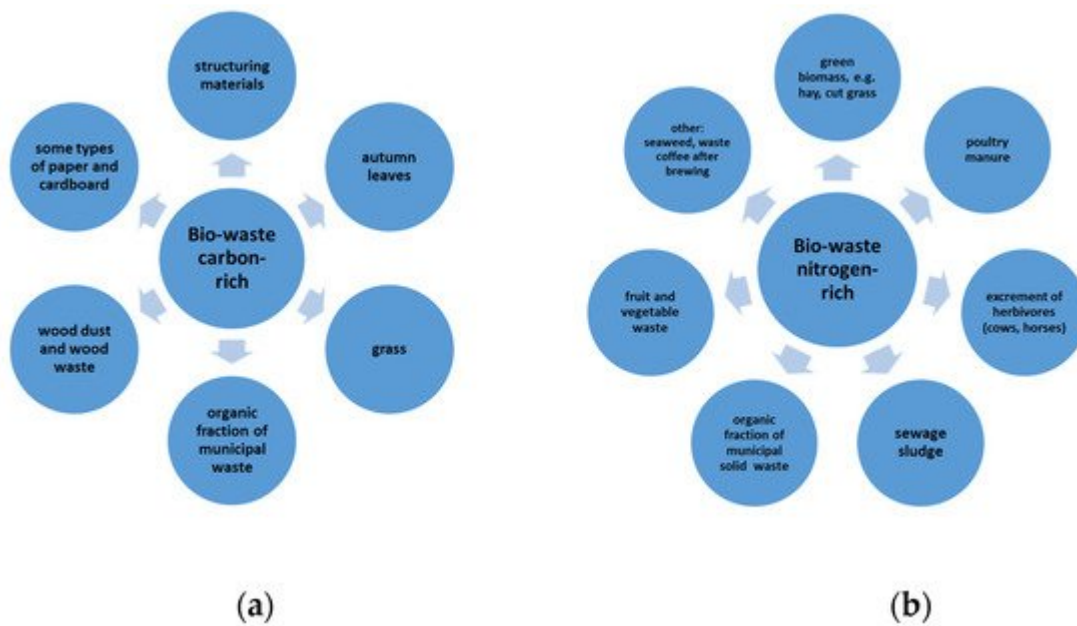 structuring
materials
autumn
leaves
grass
organic
fraction of
municipal
waste
wood dust
and wood
waste
some types
of paper and
cardboard
Bio-waste
carbon-
rich
(a)
green
biomass, e.g.
hay, cut grass
poultry
manure
excrement of
herbivores
(cows, horses)
sewage
sludge
organic
fraction of
municipal
solid waste
fruit and
vegetable
waste
other:
seaweed, waste
coffee after
brewing
Bio-waste
nitrogen-
rich
(b)